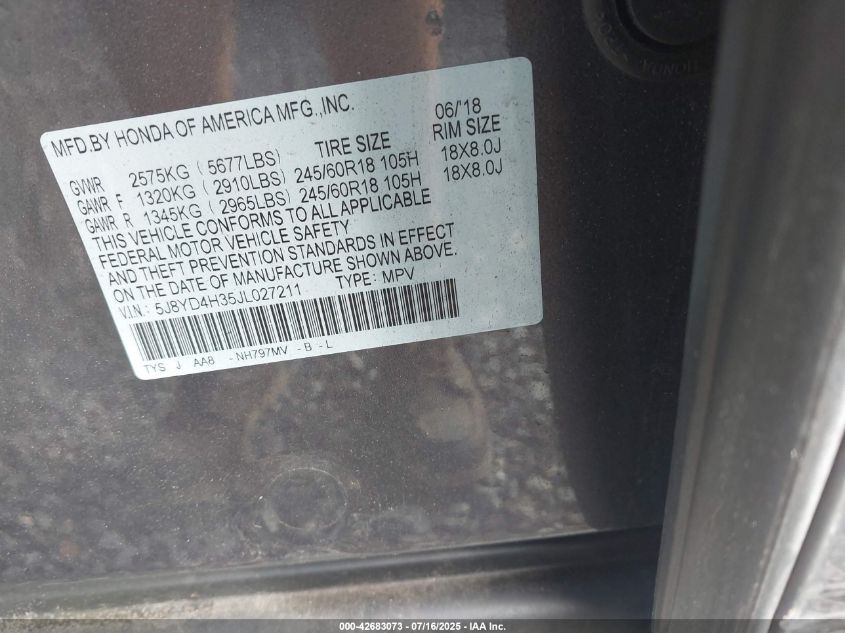 MFD.BY HONDA OF AMERICA MFG.,INC. 06/'18
TIRE SIZE RIM SIZE
GVWR 2575KG ( 5677LBS)
GAWR F 1320KG ( 2910LBS) 245/60R18 105H 18X8.0J
GAWR R 1345KG ( 2965LBS) 245/60R18 105H 18X8.0J
THIS VEHICLE CONFORMS TO ALL APPLICABLE
FEDERAL MOTOR VEHICLE SAFETY
AND THEFT PREVENTION STANDARDS IN EFFECT
ON THE DATE OF MANUFACTURE SHOWN ABOVE.
V.I.N.: 5J8YD4H35JL027211 TYPE: MPV
TYS J AA8 -NH797MV -B -L
000-42683073 - 07/16/2025 - IAA Inc.